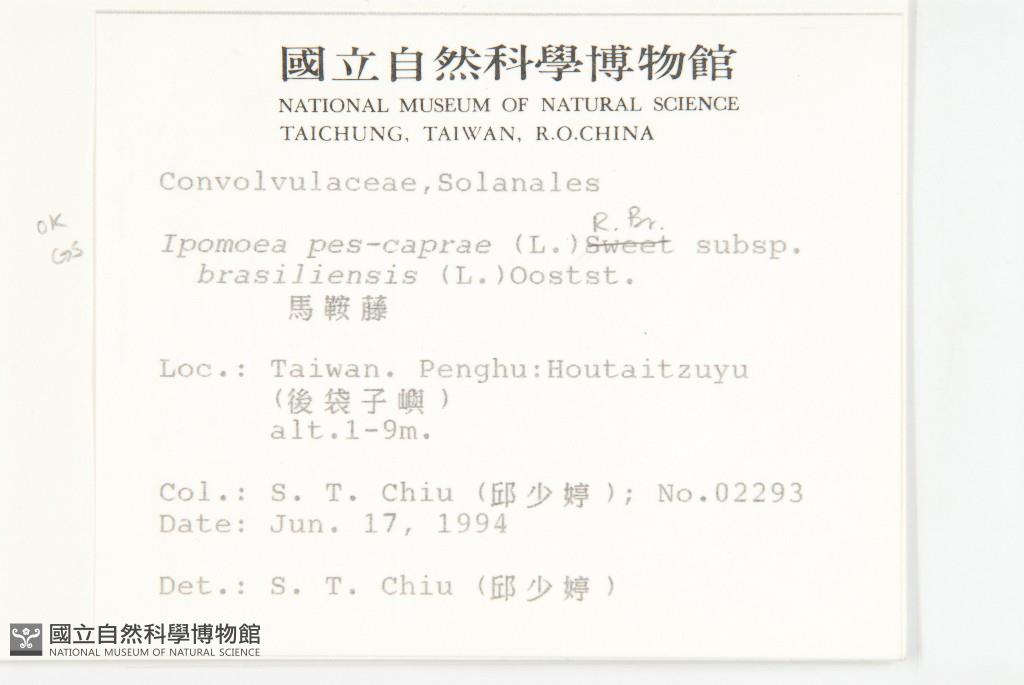 國立自然科學博物館
NATIONAL MUSEUM OF NATURAL SCIENCE
TAICHUNG, TAIWAN, R.O.CHINA
Convolvulaceae,Solanales
OK
GS
R. Br.
Ipomoea pes-caprae (L.)Sweet subsp.
brasiliensis (L.)Oostst.
馬鞍藤
Loc.: Taiwan. Penghu:Houtaitzuyu
(後袋子嶼)
alt.1-9m.
Col.: S. T. Chiu (邱少婷); No.02293
Date: Jun. 17, 1994
Det.: S. T. Chiu (邱少婷)
國立自然科學博物館
NATIONAL MUSEUM OF NATURAL SCIENCE